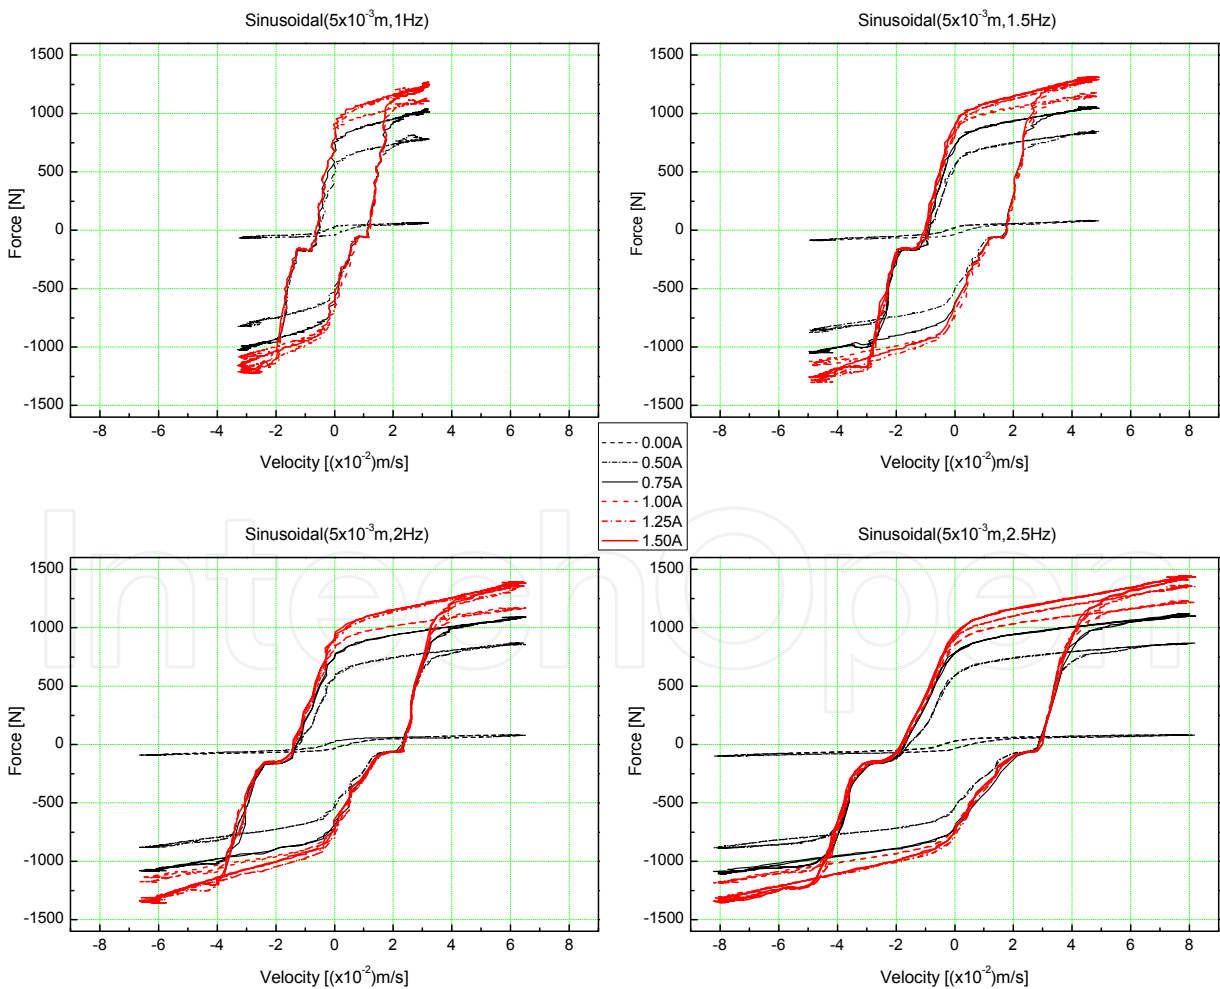 Sinusoidal(5x10-3m,1Hz)
1500
1000
500
0
-500
-1000
-1500
Force [N]
-8 -6 -4 -2 0 2 4 6 8
Velocity [(x10-2)m/s]
Sinusoidal(5x10-3m,1.5Hz)
1500
1000
500
0
-500
-1000
-1500
Force [N]
-8 -6 -4 -2 0 2 4 6 8
Velocity [(x10-2)m/s]
0.00A
0.50A
0.75A
1.00A
1.25A
1.50A
Sinusoidal(5x10-3m,2Hz)
1500
1000
500
0
-500
-1000
-1500
Force [N]
-8 -6 -4 -2 0 2 4 6 8
Velocity [(x10-2)m/s]
Sinusoidal(5x10-3m,2.5Hz)
1500
1000
500
0
-500
-1000
-1500
Force [N]
-8 -6 -4 -2 0 2 4 6 8
Velocity [(x10-2)m/s]
IntechOpen